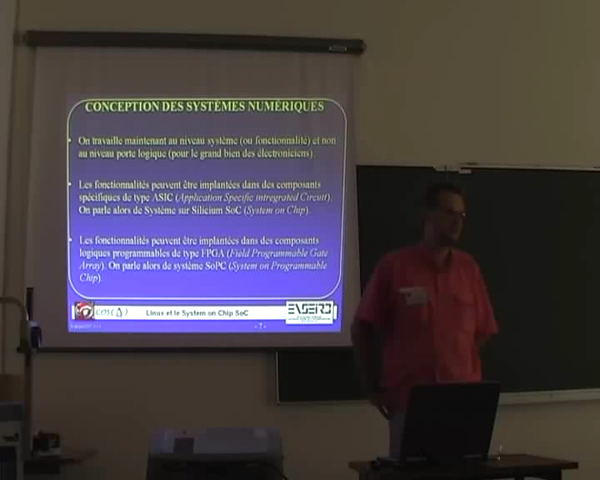 CONCEPTION DES SYSTÈMES NUMÉRIQUES
On travaille maintenant au niveau système (ou fonctionnalité) et non
au niveau porte logique (pour le grand bien des électroniciens).
Les fonctionnalités peuvent être implantées dans des composants
spécifiques de type ASIC (Application Specific intregrated Circuit).
On parle alors de Système sur Silicium SoC (System on Chip).
Les fonctionnalités peuvent être implantées dans des composants
logiques programmables de type FPGA (Field Programmable Gate
Array). On parle alors de système SoPC (System on Programmable
Chip).
Linux et le System on Chip SoC
- 7 -
ENSEIRB